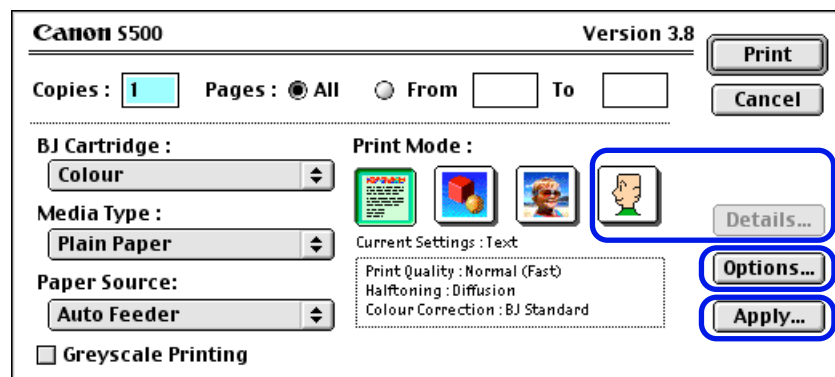 Canon S500 Version 3.8
Print
Copies : 1 Pages : All From To
Cancel
BJ Cartridge : Print Mode :
Colour
Media Type :
Details...
Plain Paper
Current Settings : Text
Paper Source:
Print Quality : Normal (Fast)
Options...
Halftoning : Diffusion
Auto Feeder
Colour Correction : BJ Standard
Apply...
Greyscale Printing